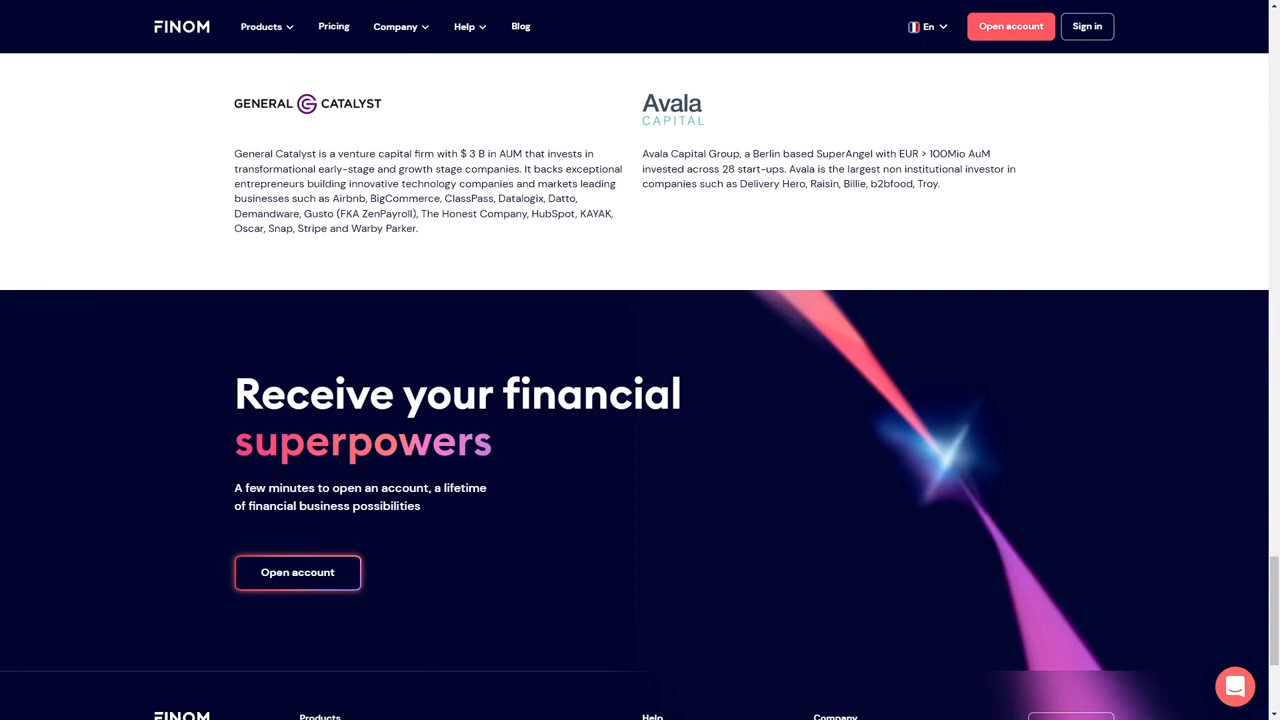 FINOM
Products
Pricing
Company
Help
Blog
En
Open account
Sign in
GENERAL CATALYST
General Catalyst is a venture capital firm with $ 3 B in AUM that invests in
transformational early-stage and growth stage companies. It backs exceptional
entrepreneurs building innovative technology companies and markets leading
businesses such as Airbnb, BigCommerce, ClassPass, Datalogix, Datto,
Demandware, Gusto (FKA ZenPayroll), The Honest Company, HubSpot, KAYAK,
Oscar, Snap, Stripe and Warby Parker.
Avala
CAPITAL
Avala Capital Group, a Berlin based SuperAngel with EUR > 100Mio AuM
invested across 28 start-ups. Avala is the largest non institutional investor in
companies such as Delivery Hero, Raisin, Billie, b2bfood, Troy.
Receive your financial
superpowers
A few minutes to open an account, a lifetime
of financial business possibilities
Open account
FINOM
Products
Help
Company